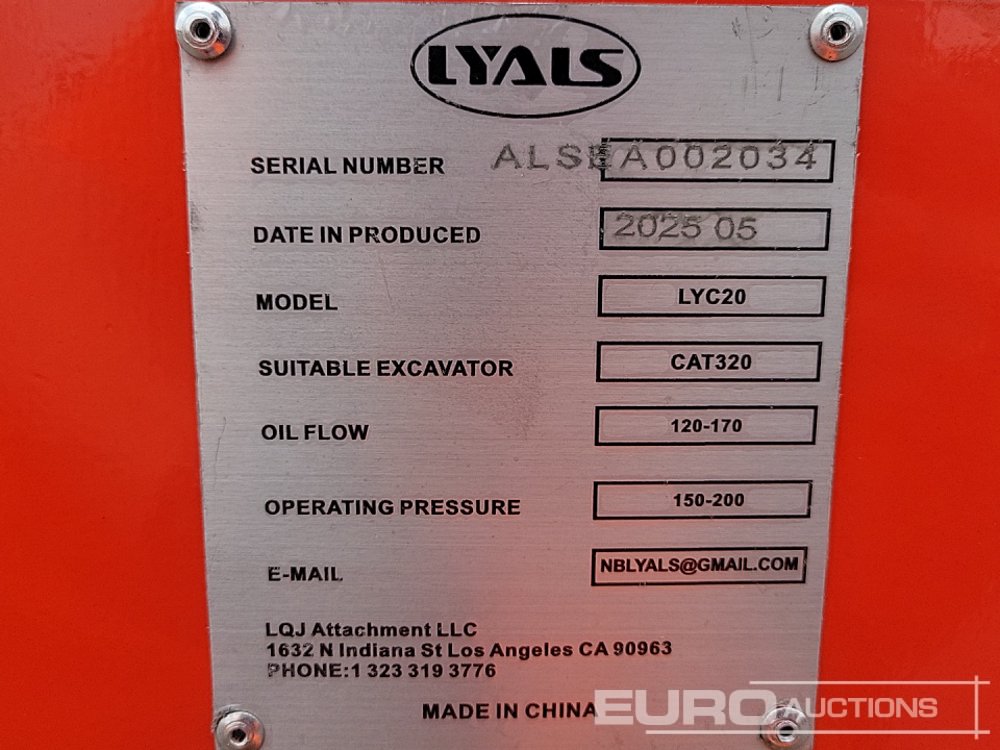 LYALS
SERIAL NUMBER ALSEA002034
DATE IN PRODUCED 2025 05
MODEL LYC20
SUITABLE EXCAVATOR CAT320
OIL FLOW 120-170
OPERATING PRESSURE 150-200
E-MAIL NBLYALS@GMAIL.COM
LQJ Attachment LLC
1632 N Indiana St Los Angeles CA 90963
PHONE:1 323 319 3776
MADE IN CHINA
EURO AUCTIONS